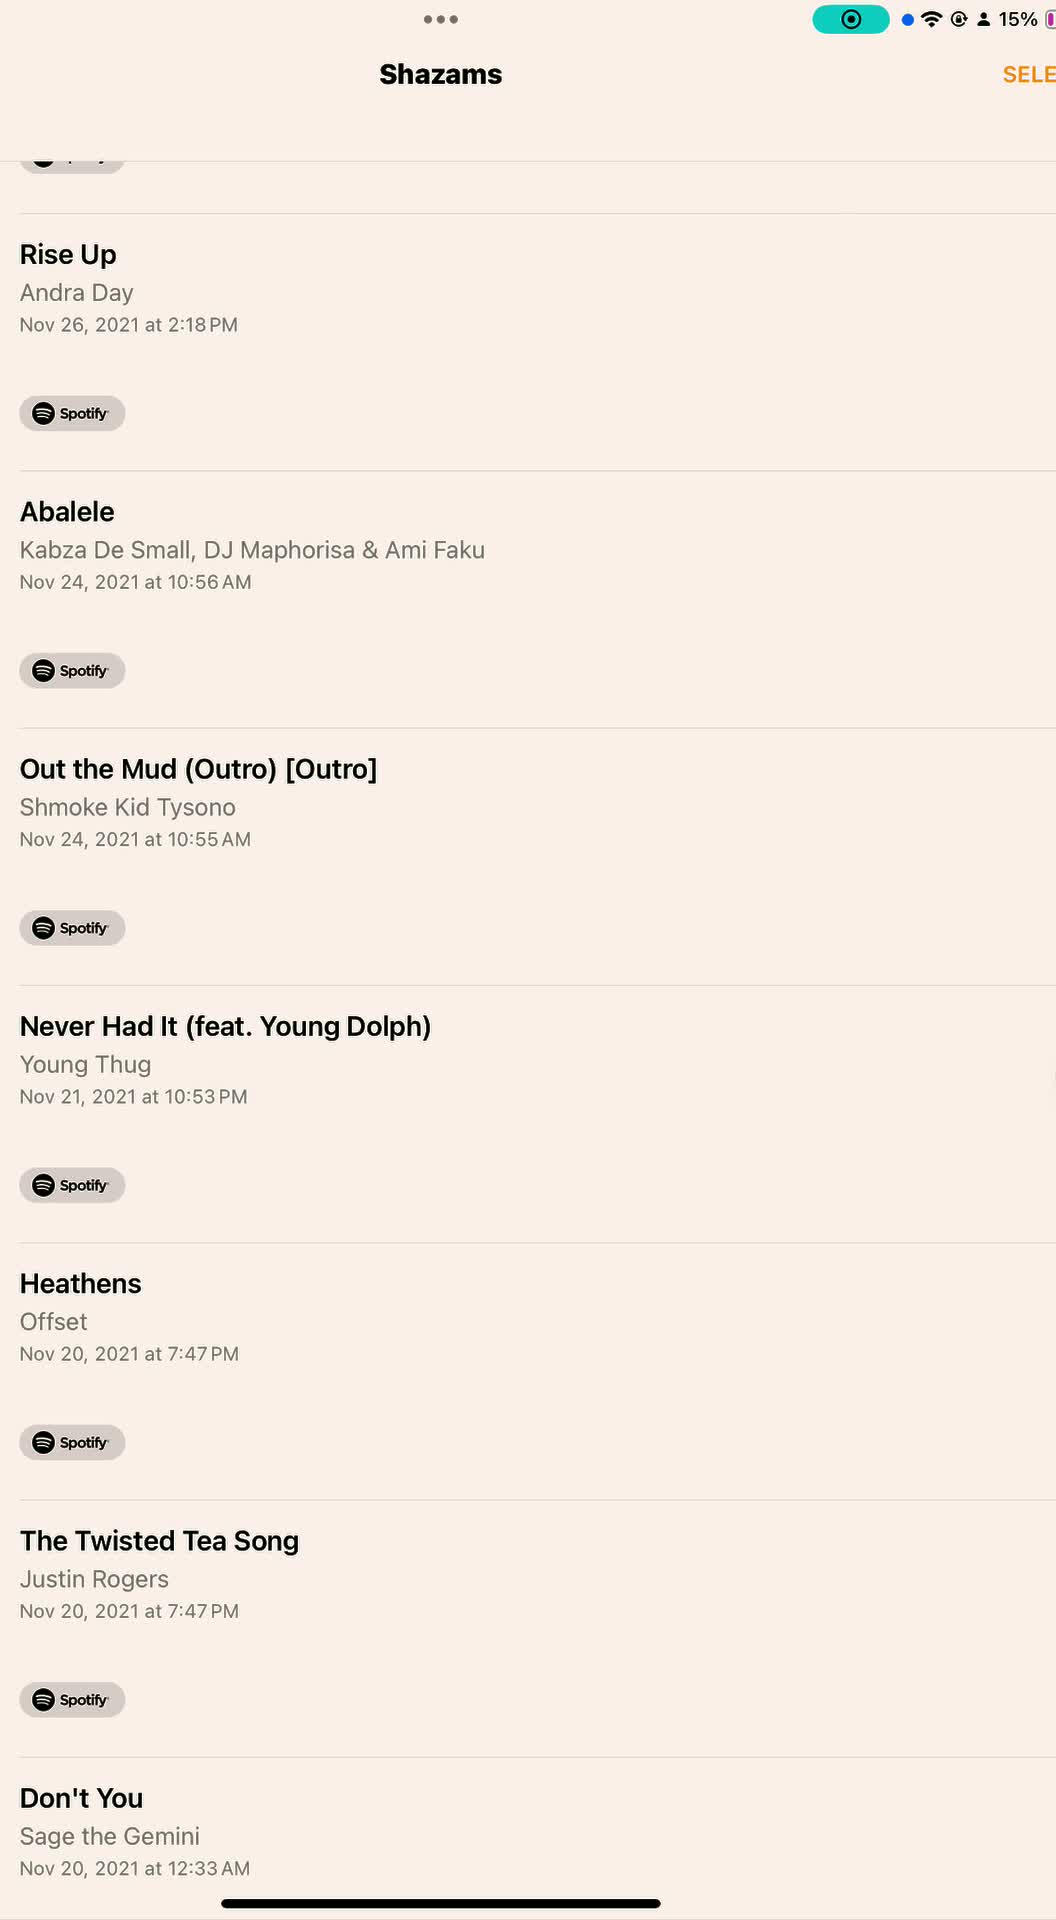 15%
Shazams
SELE
Rise Up
Andra Day
Nov 26, 2021 at 2:18 PM
Spotify
Abalele
Kabza De Small, DJ Maphorisa & Ami Faku
Nov 24, 2021 at 10:56 AM
Spotify
Out the Mud (Outro) [Outro]
Shmoke Kid Tysono
Nov 24, 2021 at 10:55 AM
Spotify
Never Had It (feat. Young Dolph)
Young Thug
Nov 21, 2021 at 10:53 PM
Spotify
Heathens
Offset
Nov 20, 2021 at 7:47 PM
Spotify
The Twisted Tea Song
Justin Rogers
Nov 20, 2021 at 7:47 PM
Spotify
Don't You
Sage the Gemini
Nov 20, 2021 at 12:33 AM